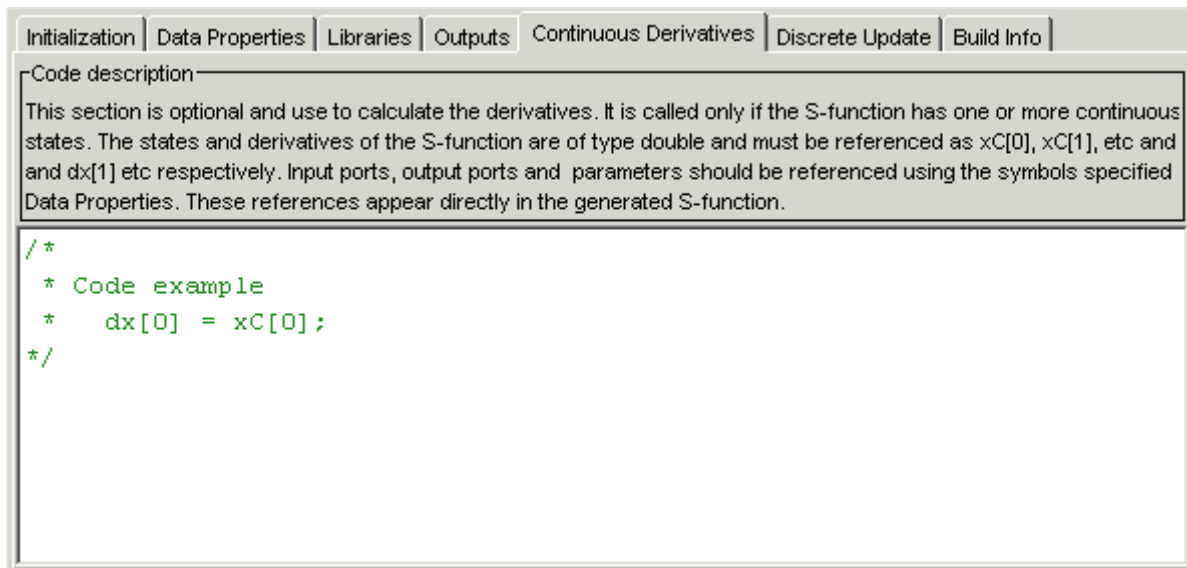 Initialization Data Properties Libraries Outputs Continuous Derivatives Discrete Update Build Info
Code description
This section is optional and use to calculate the derivatives. It is called only if the S-function has one or more continuous
states. The states and derivatives of the S-function are of type double and must be referenced as xC[0], xC[1], etc and
and dx[1] etc respectively. Input ports, output ports and parameters should be referenced using the symbols specified
Data Properties. These references appear directly in the generated S-function.
/*
* Code example
* dx[0] = xC[0];
*/